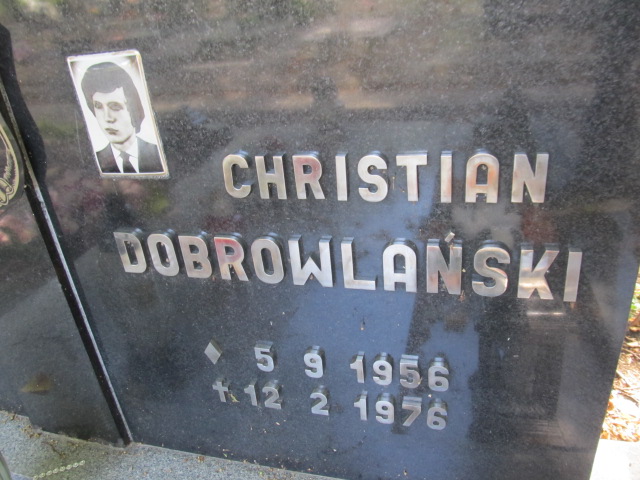 CHRISTIAN
DOBROWLAŃSKI
♦ 5 9 1956
✝ 12 2 1976